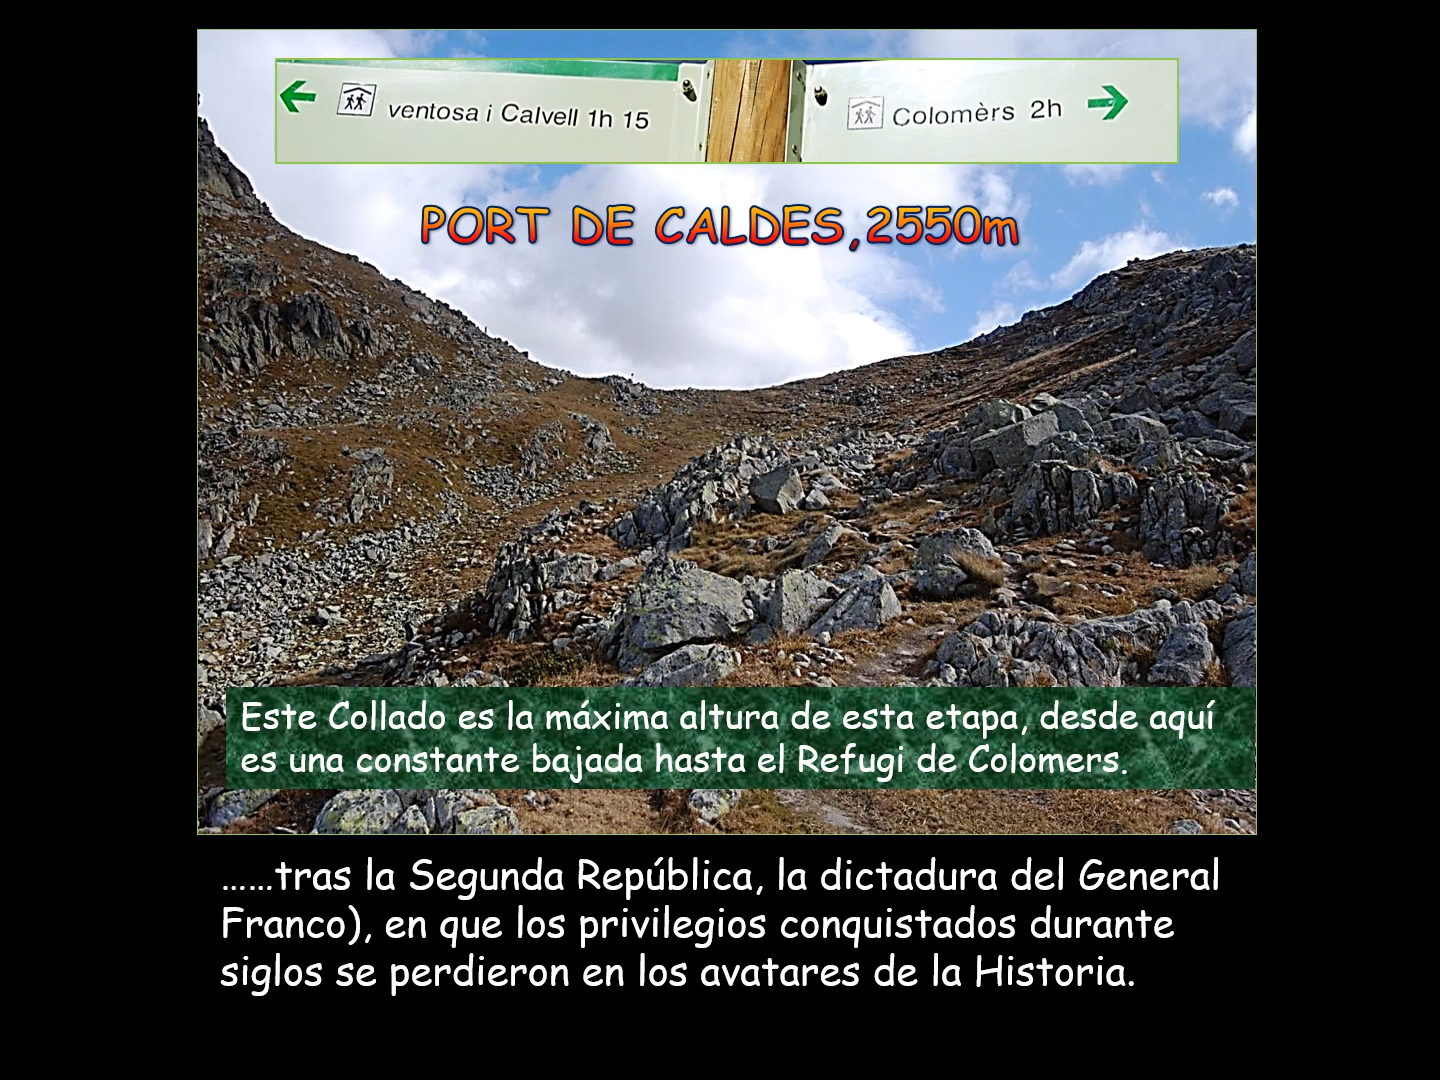 ventosa i Calvell 1h 15
Colomèrs 2h
PORT DE CALDES,2550m
Este Collado es la máxima altura de esta etapa, desde aquí
es una constante bajada hasta el Refugi de Colomers.
……tras la Segunda República, la dictadura del General
Franco), en que los privilegios conquistados durante
siglos se perdieron en los avatares de la Historia.